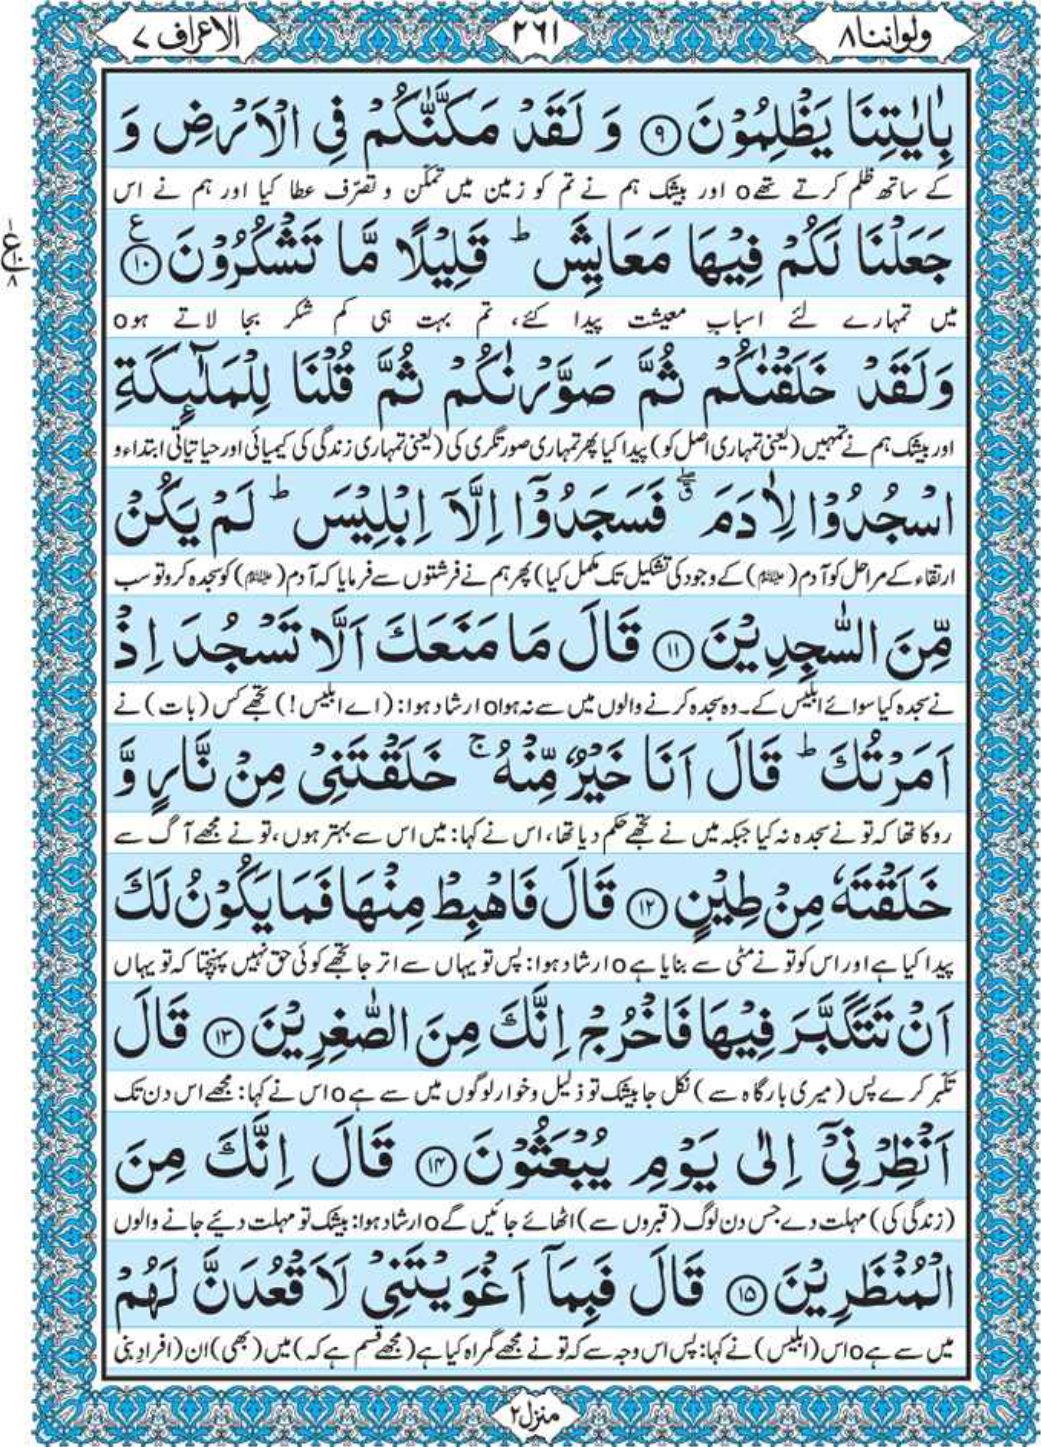 ولواننا ٨
٢٦١
الاعراف ٧
بِاٰيٰتِنَا يَظْلِمُوْنَ ﴿٩﴾ وَ لَقَدْ مَكَّنّٰكُمْ فِى الْاَرْضِ وَ
کے ساتھ ظلم کرتے تھے o اور بیشک ہم نے تم کو زمین میں تمکّن و تصرّف عطا کیا اور ہم نے اس
جَعَلْنَا لَكُمْ فِيْهَا مَعَايِشَ ؕ قَلِيْلًا مَّا تَشْكُرُوْنَ ﴿١٠﴾ ع
میں تمہارے لئے اسبابِ معیشت پیدا کئے، تم بہت ہی کم شکر بجا لاتے ہو o
وَلَقَدْ خَلَقْنٰكُمْ ثُمَّ صَوَّرْنٰكُمْ ثُمَّ قُلْنَا لِلْمَلٰٓئِكَةِ
اور بیشک ہم نے تمہیں (یعنی تمہاری اصل کو) پیدا کیا پھر تمہاری صورت گری کی (یعنی تمہاری زندگی کی کیمیائی اور حیاتیاتی ابتداء و
اسْجُدُوْا لِاٰدَمَ ۖۗ فَسَجَدُوْۤا اِلَّاۤ اِبْلِيْسَ ؕ لَمْ يَكُنْ
ارتقاء کے مراحل کو آدم (علیہ السلام) کے وجود کی تشکیل تک مکمل کیا) پھر ہم نے فرشتوں سے فرمایا کہ آدم (علیہ السلام) کو سجدہ کرو تو سب
مِّنَ السّٰجِدِيْنَ ﴿١١﴾ قَالَ مَا مَنَعَكَ اَلَّا تَسْجُدَ اِذْ
نے سجدہ کیا سوائے ابلیس کے۔ وہ سجدہ کرنے والوں میں سے نہ ہوا o ارشاد ہوا: (اے ابلیس!) تجھے کس (بات) نے
اَمَرْتُكَ ؕ قَالَ اَنَا خَيْرٌ مِّنْهُ ۚ خَلَقْتَنِىْ مِنْ نَّارٍ وَّ
روکا تھا کہ تو نے سجدہ نہ کیا جبکہ میں نے تجھے حکم دیا تھا، اس نے کہا: میں اس سے بہتر ہوں، تو نے مجھے آگ سے
خَلَقْتَهٗ مِنْ طِيْنٍ ﴿١٢﴾ قَالَ فَاهْبِطْ مِنْهَا فَمَا يَكُوْنُ لَكَ
پیدا کیا ہے اور اس کو تو نے مٹی سے بنایا ہے o ارشاد ہوا: پس تو یہاں سے اتر جا تجھے کوئی حق نہیں پہنچتا کہ تو یہاں
اَنْ تَتَكَبَّرَ فِيْهَا فَاخْرُجْ اِنَّكَ مِنَ الصّٰغِرِيْنَ ﴿١٣﴾ قَالَ
تکبّر کرے پس (میری بارگاہ سے) نکل جا بیشک تو ذلیل و خوار لوگوں میں سے ہے o اس نے کہا: مجھے اس دن تک
اَنْظِرْنِىْۤ اِلٰى يَوْمِ يُبْعَثُوْنَ ﴿١٤﴾ قَالَ اِنَّكَ مِنَ
(زندگی کی) مہلت دے جس دن لوگ (قبروں سے) اٹھائے جائیں گے o ارشاد ہوا: بیشک تو مہلت دیئے جانے والوں
الْمُنْظَرِيْنَ ﴿١٥﴾ قَالَ فَبِمَاۤ اَغْوَيْتَنِىْ لَاَقْعُدَنَّ لَهُمْ
میں سے ہے o اس (ابلیس) نے کہا: پس اس وجہ سے کہ تو نے مجھے گمراہ کیا ہے (مجھے قسم ہے کہ) میں (بھی) ان (افرادِ بنی
منزل ٢